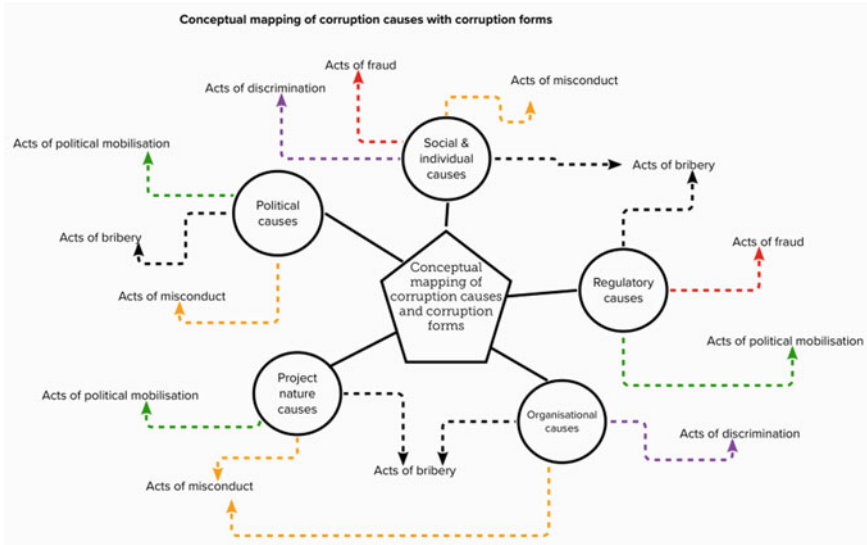 Conceptual mapping of corruption causes with corruption forms
Acts of fraud
Acts of discrimination
Acts of misconduct
Acts of political mobilisation
Social &
individual
causes
Acts of bribery
Political
causes
Acts of bribery
Acts of fraud
Conceptual
mapping of
corruption causes
and corruption
forms
Regulatory
causes
Acts of misconduct
Acts of political mobilisation
Project
nature
causes
Acts of political mobilisation
Organisational
causes
Acts of discrimination
Acts of bribery
Acts of misconduct